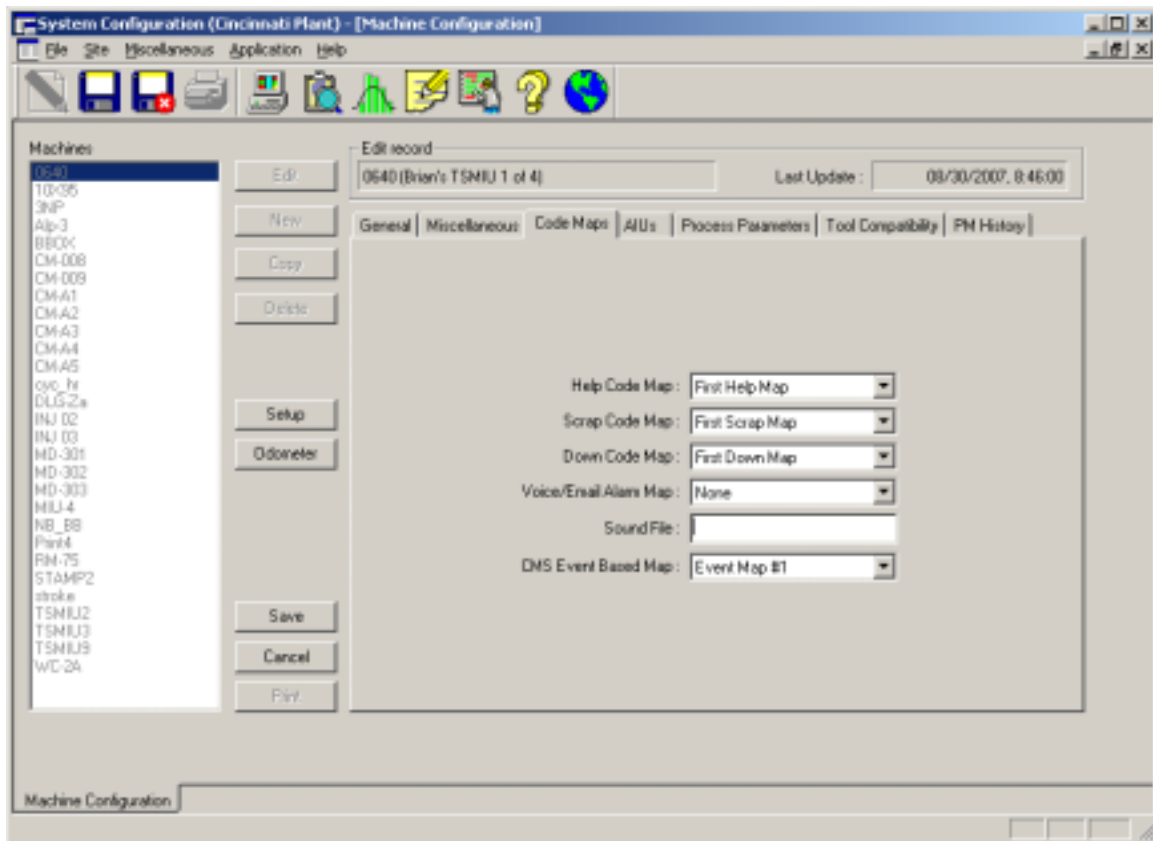 System Configuration (Cincinnati Plant) - [Machine Configuration]
File Site Miscellaneous Application Help
Machines
0640
10X95
3NP
Alp-3
BBOX
CM-008
CM-009
CM-A1
CM-A2
CM-A3
CM-A4
CM-A5
cyc_hr
DLG-2a
INJ 02
INJ 03
MD-301
MD-302
MD-303
MIU-4
NB_BB
Print4
RM-75
STAMP2
stroke
TSMIU2
TSMIU3
TSMIU9
WC-2A
Edit
New
Copy
Delete
Setup
Odometer
Save
Cancel
Print
Edit record
0640 (Brian's TSMIU 1 of 4)
Last Update : 08/30/2007, 8:46:00
General Miscellaneous Code Maps AIUs Process Parameters Tool Compatibility PM History
Help Code Map : First Help Map
Scrap Code Map : First Scrap Map
Down Code Map : First Down Map
Voice/Email Alarm Map : None
Sound File :
CMS Event Based Map : Event Map #1
Machine Configuration